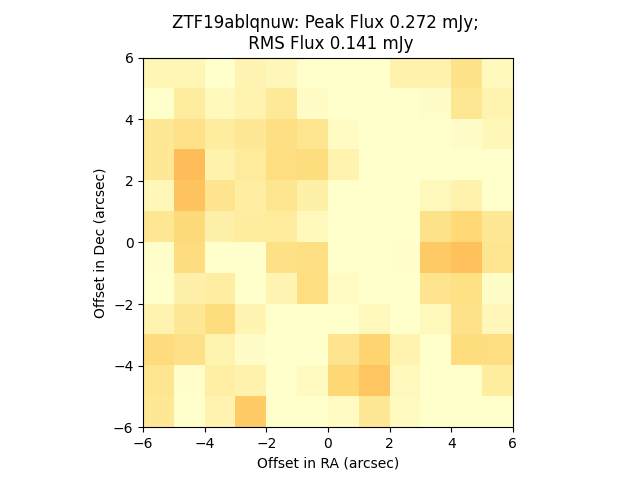 ZTF19ablqnuw: Peak Flux 0.272 mJy;
RMS Flux 0.141 mJy
6
4
2
0
−2
−4
−6
Offset in Dec (arcsec)
−6 −4 −2 0 2 4 6
Offset in RA (arcsec)